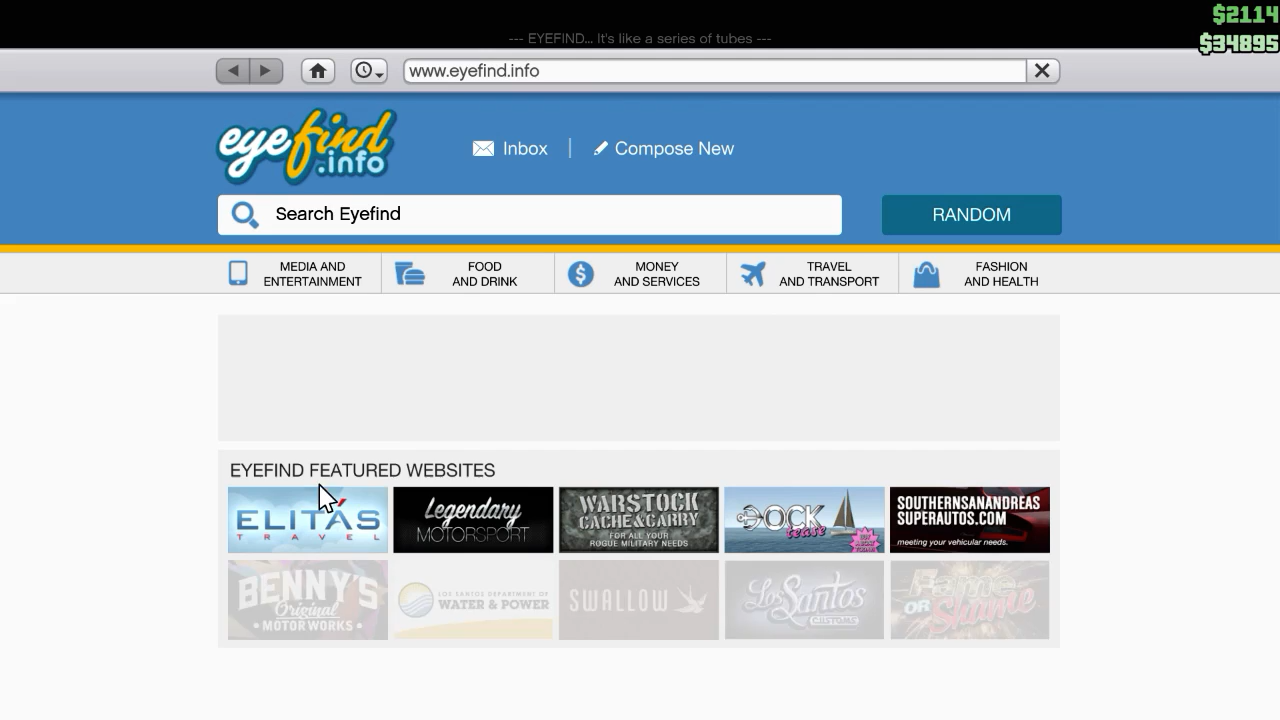 $2114
--- EYEFIND... It's like a series of tubes ---
$34895
www.eyefind.info
eyefind
.info
Inbox
Compose New
Search Eyefind
RANDOM
MEDIA AND
ENTERTAINMENT
FOOD
AND DRINK
MONEY
AND SERVICES
TRAVEL
AND TRANSPORT
FASHION
AND HEALTH
EYEFIND FEATURED WEBSITES
ELITÁS
TRAVEL
Legendary
MOTORSPORT
WARSTOCK
CACHE&CARRY
FOR ALL YOUR
ROGUE MILITARY NEEDS
DOCK
tease
SOUTHERNSANANDREAS
SUPERAUTOS.COM
meeting your vehicular needs.
BENNY'S
Original
• MOTOR WORKS •
LOS SANTOS DEPARTMENT OF
WATER & POWER
SWALLOW
Los Santos
CUSTOMS
Fame
OR
Shame